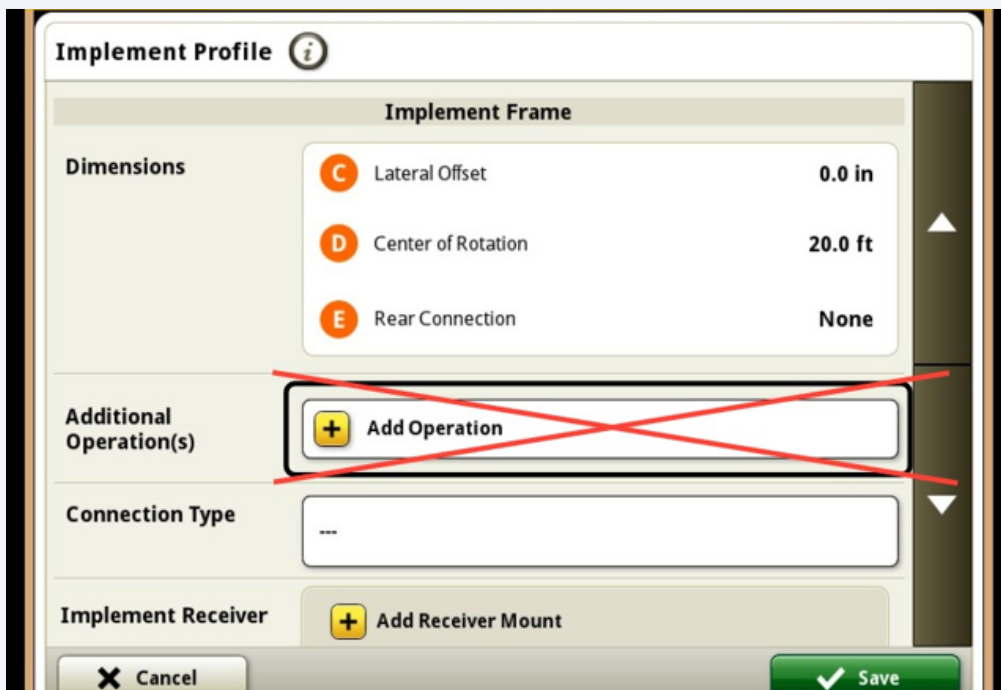 Implement Profile i
Implement Frame
Dimensions
C Lateral Offset 0.0 in
D Center of Rotation 20.0 ft
E Rear Connection None
Additional
Operation(s)
+ Add Operation
Connection Type
---
Implement Receiver
+ Add Receiver Mount
Cancel
Save